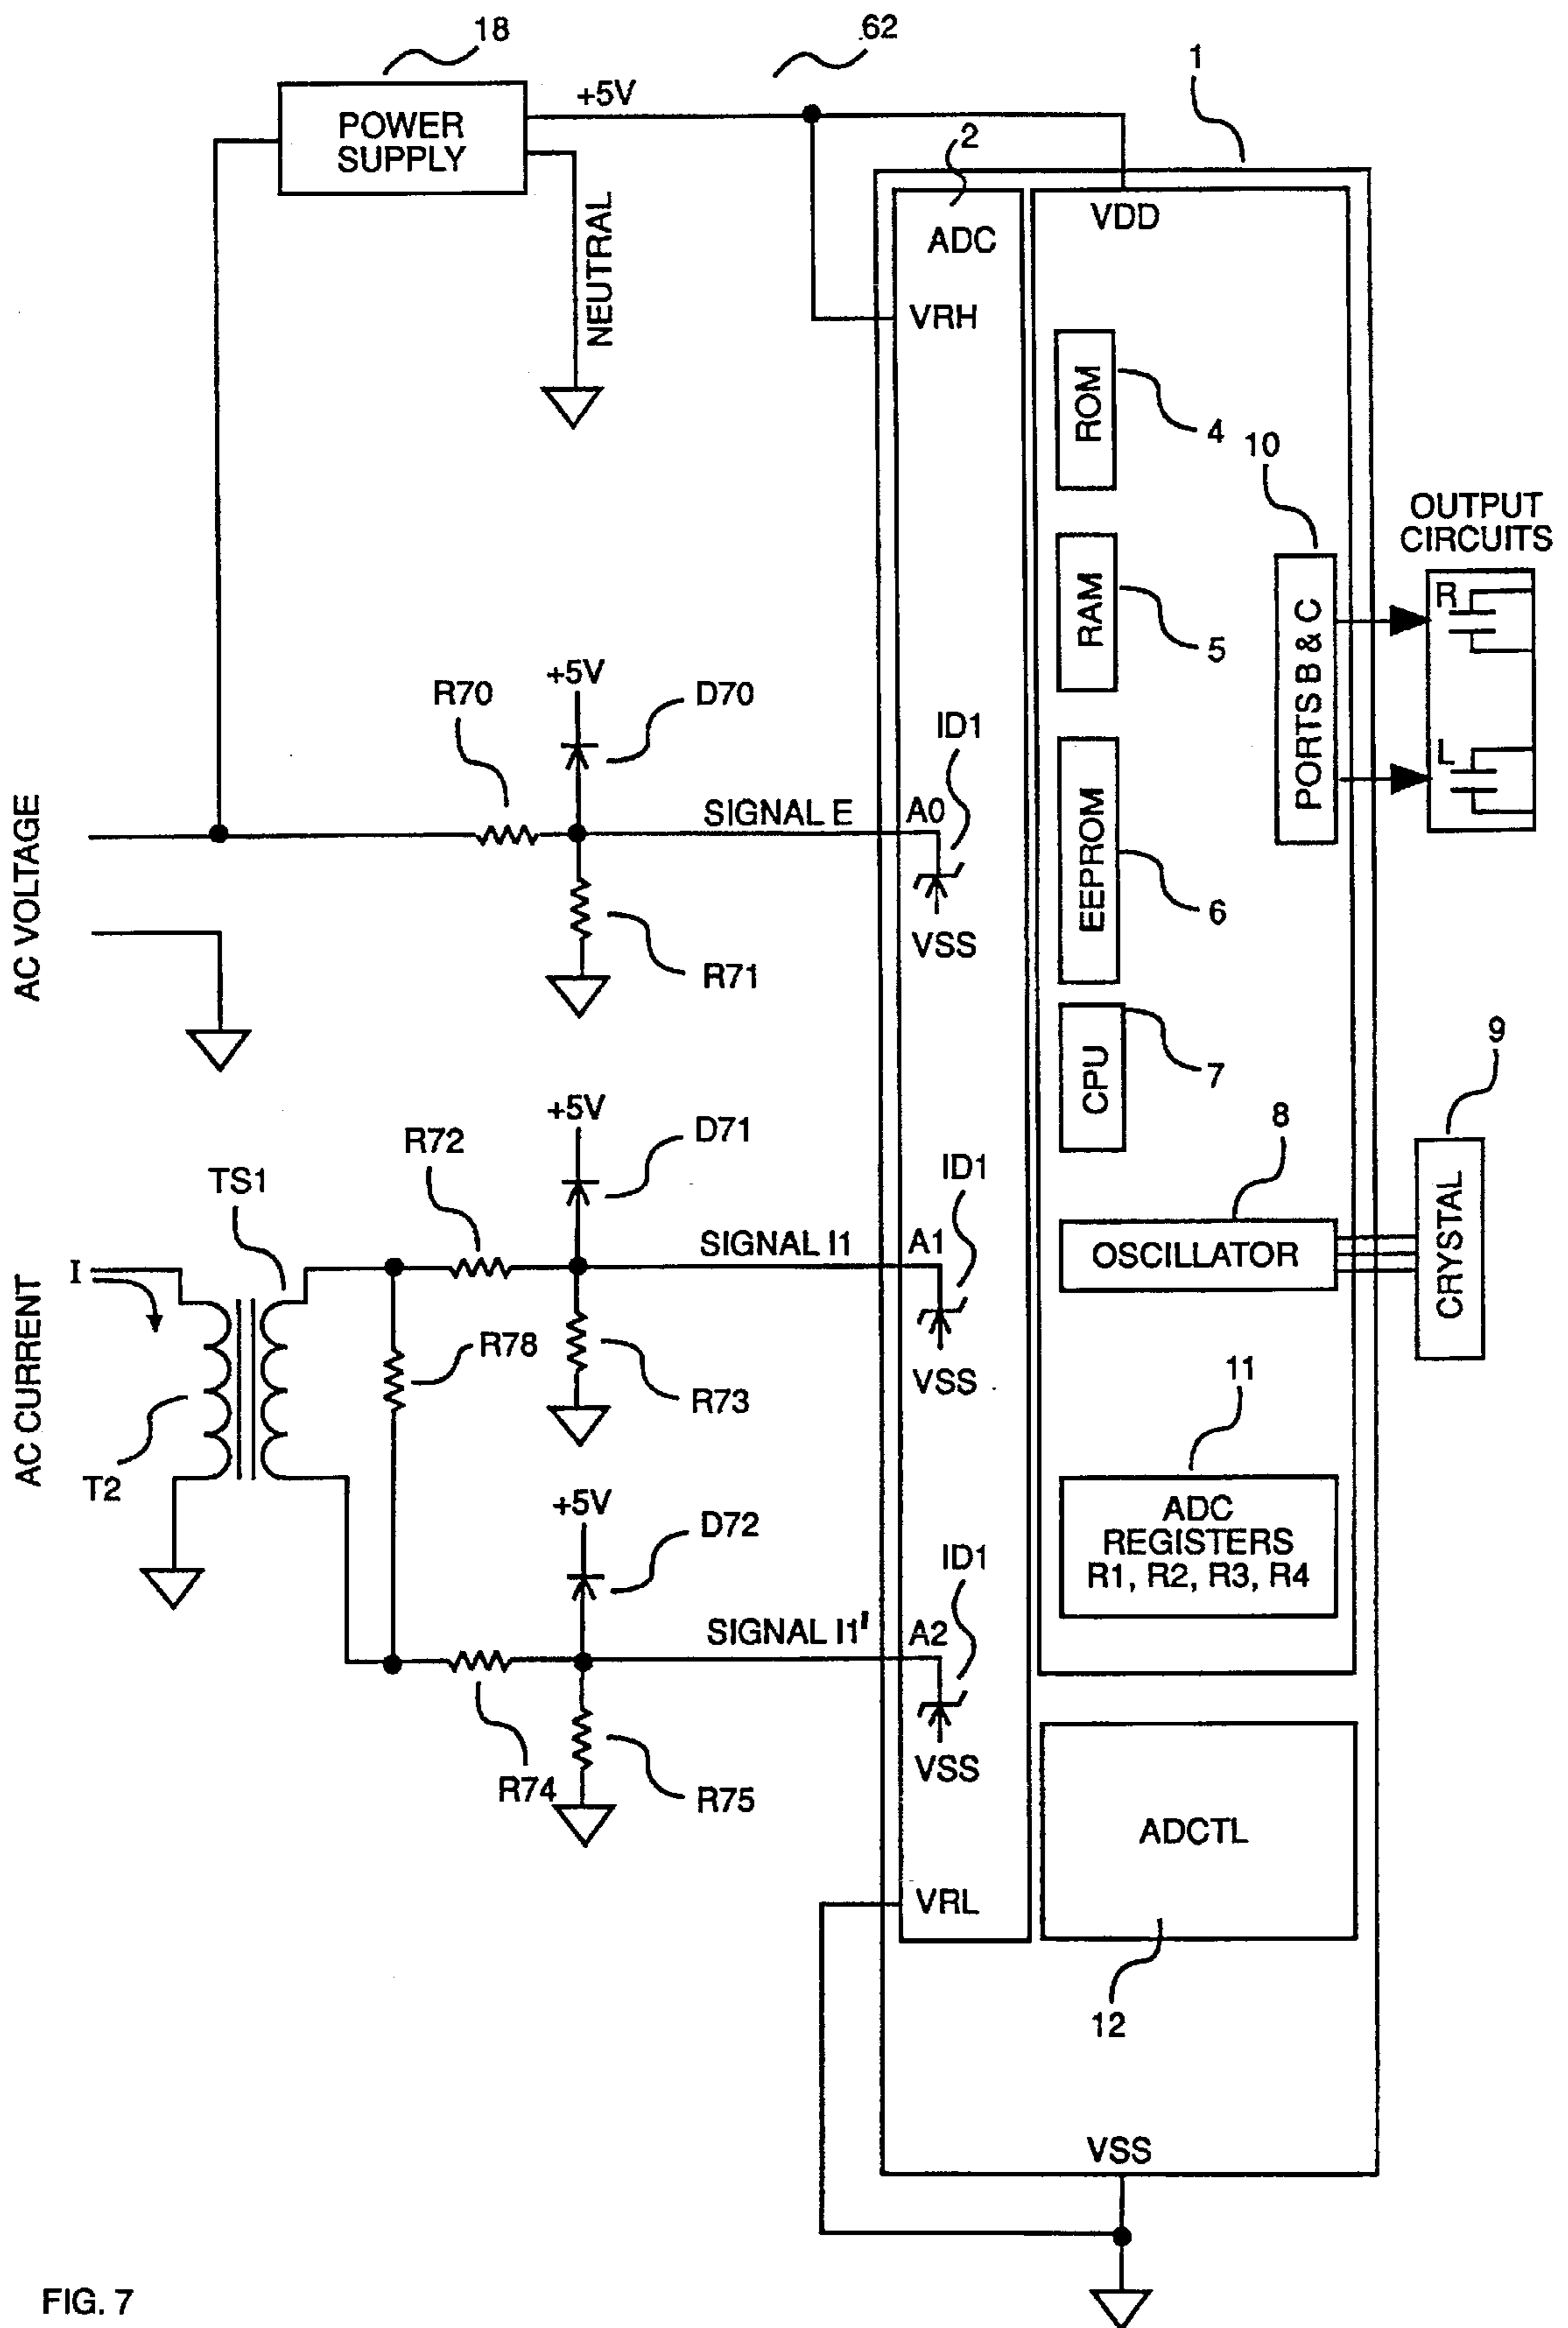 18
62
1
POWER
SUPPLY
+5V
2
ADC
VDD
NEUTRAL
VRH
ROM
4
10
OUTPUT
CIRCUITS
RAM
5
PORTS B & C
R
L
+5V
R70
D70
ID1
SIGNAL E
A0
VSS
R71
EEPROM
6
AC VOLTAGE
CPU
7
9
+5V
D71
R72
TS1
ID1
8
SIGNAL I1
A1
OSCILLATOR
CRYSTAL
I
R78
VSS
R73
11
AC CURRENT
T2
+5V
D72
ID1
ADC
REGISTERS
R1, R2, R3, R4
SIGNAL I1'
A2
VSS
R74
R75
ADCTL
VRL
12
VSS
FIG. 7